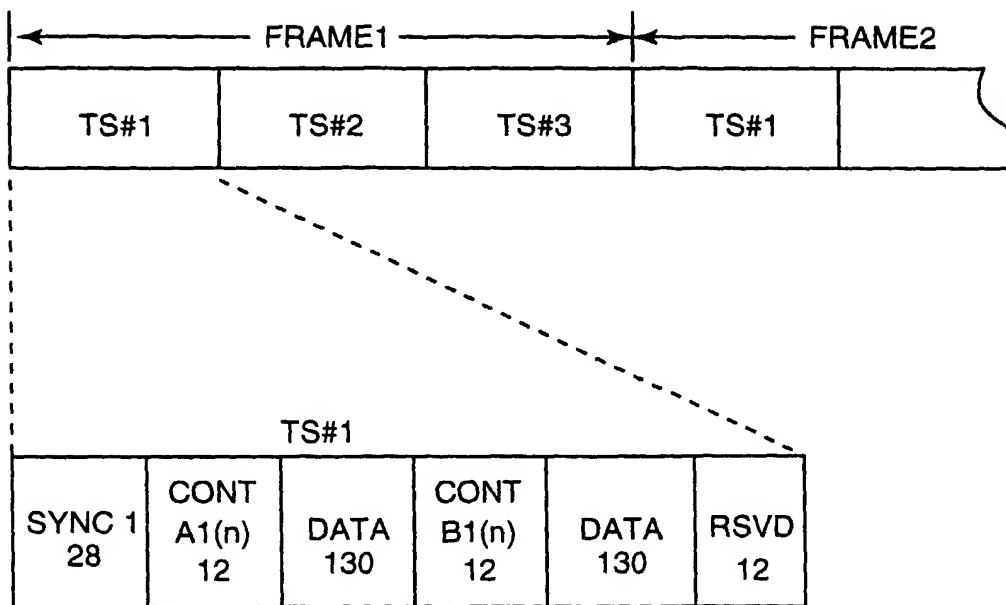 FRAME1 FRAME2
TS#1 TS#2 TS#3 TS#1
TS#1
SYNC 1
28
CONT
A1(n)
12
DATA
130
CONT
B1(n)
12
DATA
130
RSVD
12